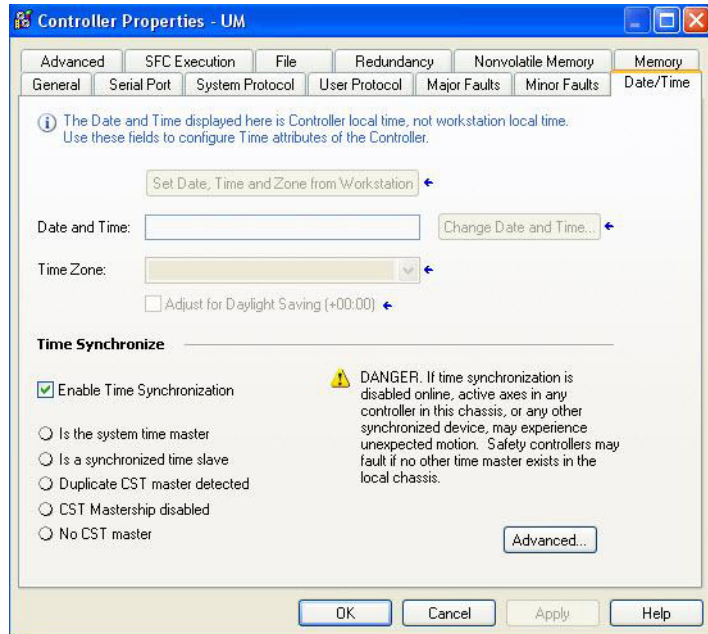 Controller Properties - UM
Advanced SFC Execution File Redundancy Nonvolatile Memory Memory
General Serial Port System Protocol User Protocol Major Faults Minor Faults Date/Time
The Date and Time displayed here is Controller local time, not workstation local time.
Use these fields to configure Time attributes of the Controller.
Set Date, Time and Zone from Workstation
Date and Time: Change Date and Time...
Time Zone:
Adjust for Daylight Saving (+00:00)
Time Synchronize
Enable Time Synchronization
Is the system time master
Is a synchronized time slave
Duplicate CST master detected
CST Mastership disabled
No CST master
DANGER. If time synchronization is
disabled online, active axes in any
controller in this chassis, or any other
synchronized device, may experience
unexpected motion. Safety controllers may
fault if no other time master exists in the
local chassis.
Advanced...
OK Cancel Apply Help